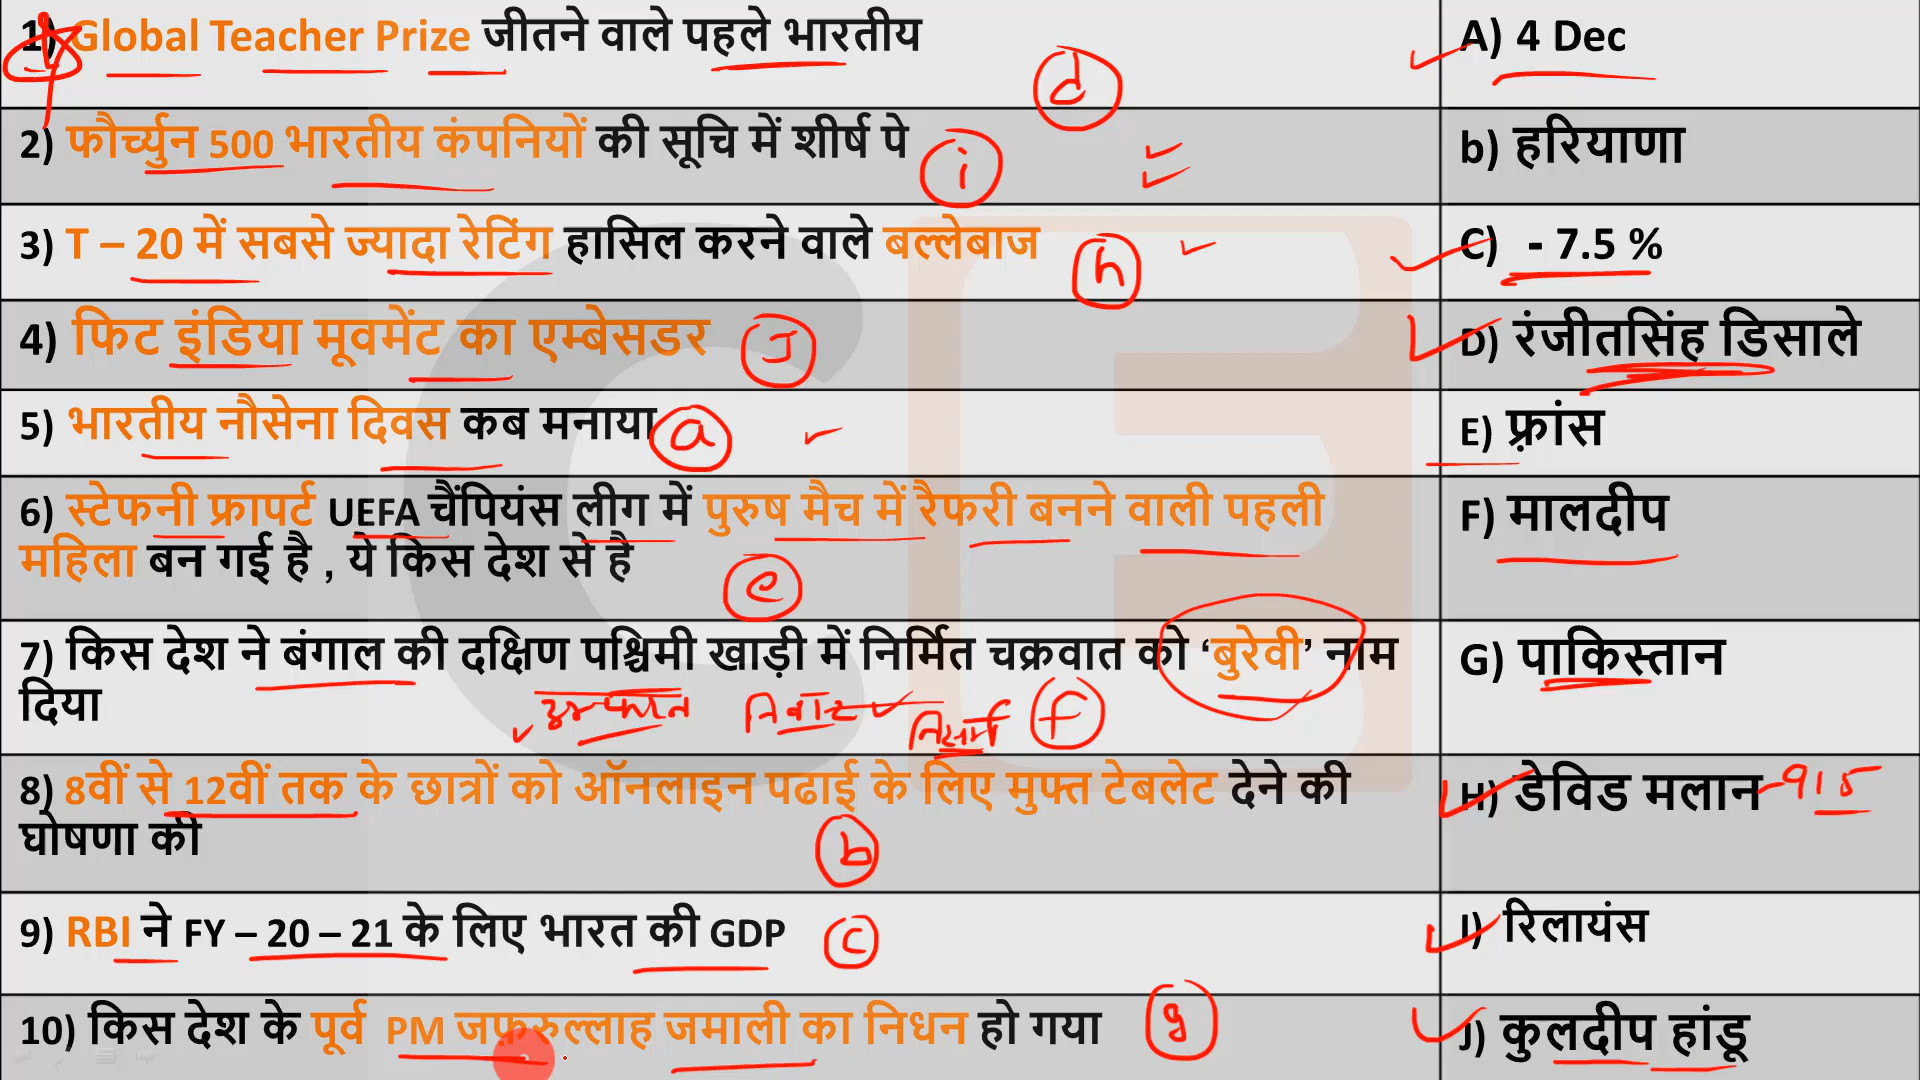 1) Global Teacher Prize जीतने वाले पहले भारतीय
d
A) 4 Dec
2) फौर्च्युन 500 भारतीय कंपनियों की सूचि में शीर्ष पे
i
b) हरियाणा
3) T – 20 में सबसे ज्यादा रेटिंग हासिल करने वाले बल्लेबाज
h
C) - 7.5 %
4) फिट इंडिया मूवमेंट का एम्बेसडर
J
D) रंजीतसिंह डिसाले
5) भारतीय नौसेना दिवस कब मनाया
a
E) फ़्रांस
6) स्टेफनी फ्रापर्ट UEFA चैंपियंस लीग में पुरुष मैच में रैफरी बनने वाली पहली
महिला बन गई है , ये किस देश से है
e
F) मालदीप
7) किस देश ने बंगाल की दक्षिण पश्चिमी खाड़ी में निर्मित चक्रवात को ‘बुरेवी’ नाम
दिया
f
G) पाकिस्तान
8) 8वीं से 12वीं तक के छात्रों को ऑनलाइन पढाई के लिए मुफ्त टेबलेट देने की
घोषणा की
b
H) डेविड मलान -915
9) RBI ने FY – 20 – 21 के लिए भारत की GDP
c
I) रिलायंस
10) किस देश के पूर्व PM जफ़रुल्लाह जमाली का निधन हो गया
g
J) कुलदीप हांडू